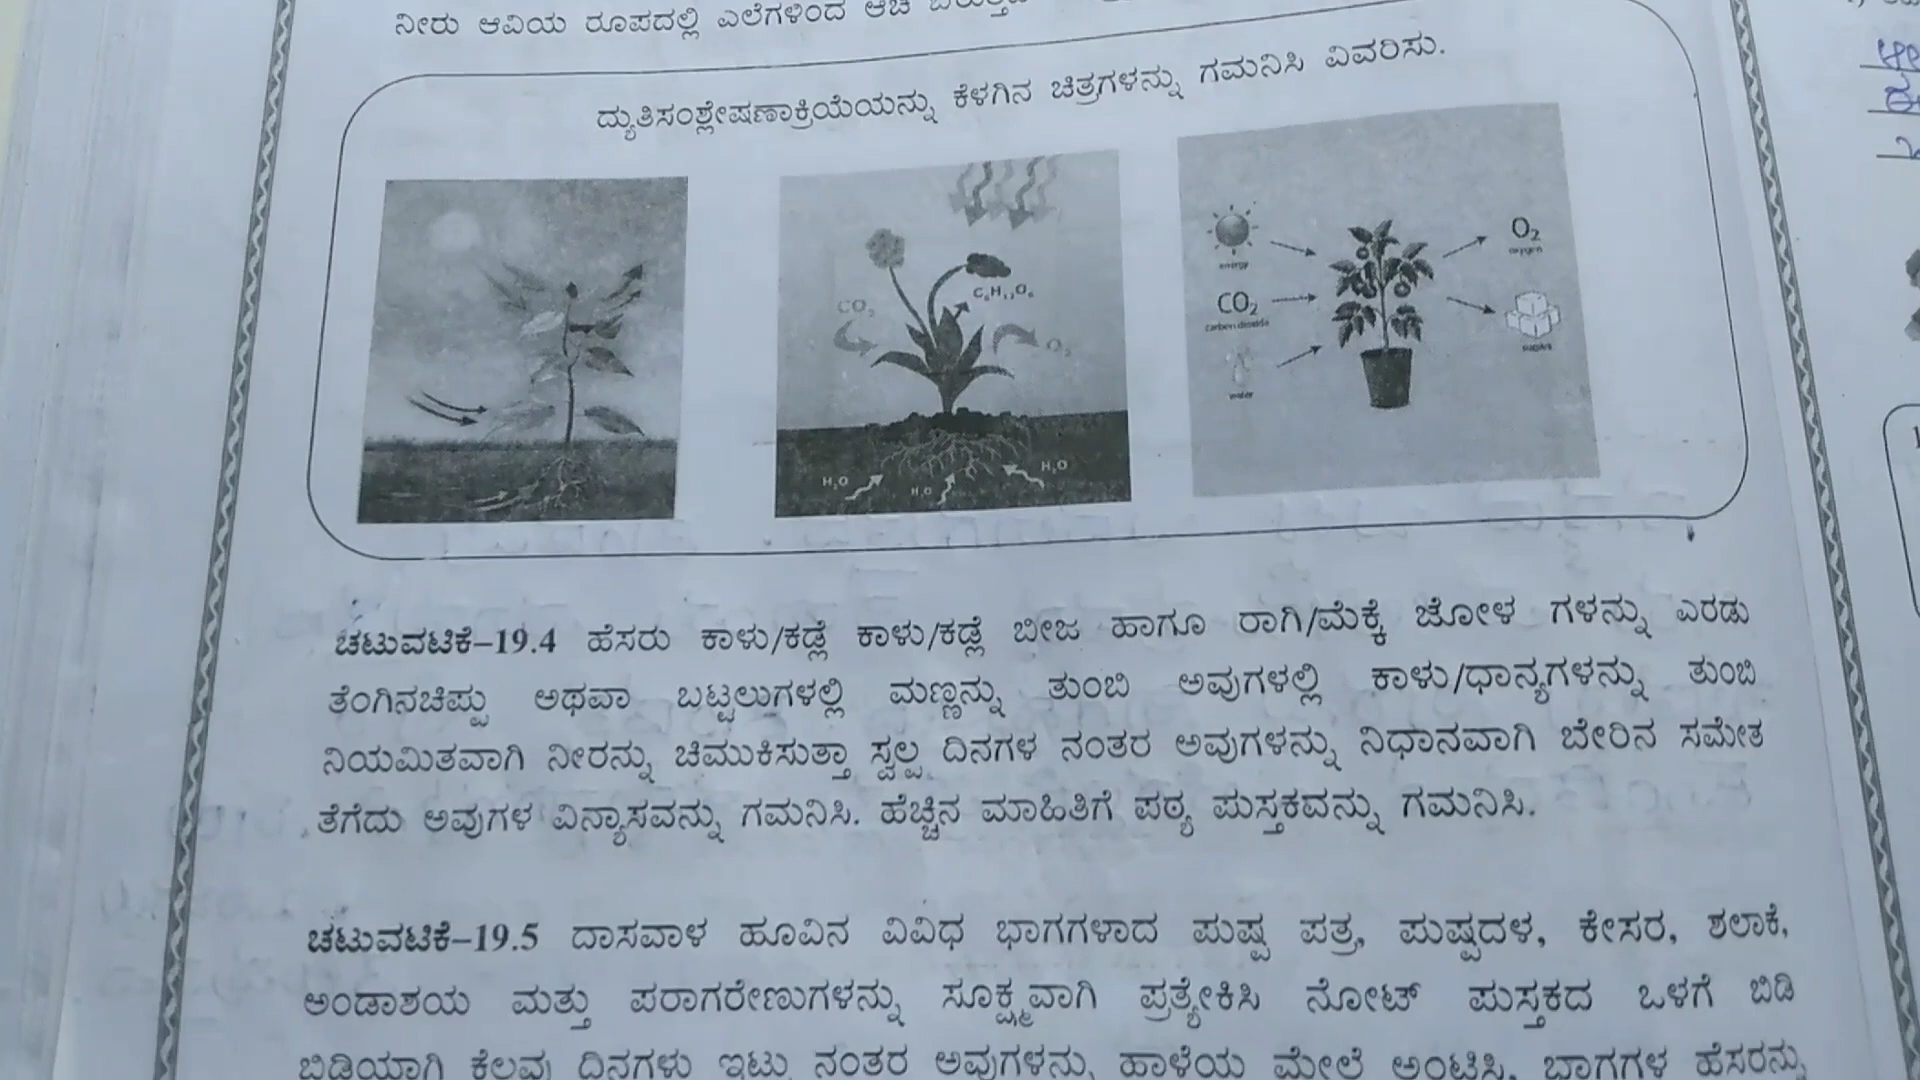 ನೀರು ಆವಿಯ ರೂಪದಲ್ಲಿ ಎಲೆಗಳಿಂದ ಆಚೆ
ದ್ಯುತಿಸಂಶ್ಲೇಷಣಾಕ್ರಿಯೆಯನ್ನು ಕೆಳಗಿನ ಚಿತ್ರಗಳನ್ನು ಗಮನಿಸಿ ವಿವರಿಸು.
CO₂
C₆H₁₂O₆
O₂
H₂O
H₂O
H₂O
energy
CO₂
carbon dioxide
water
O₂
oxygen
sugars
ಚಟುವಟಿಕೆ–19.4 ಹೆಸರು ಕಾಳು/ಕಡ್ಲೆ ಕಾಳು/ಕಡ್ಲೆ ಬೀಜ ಹಾಗೂ ರಾಗಿ/ಮೆಕ್ಕೆ ಜೋಳ ಗಳನ್ನು ಎರಡು
ತೆಂಗಿನಚಿಪ್ಪು ಅಥವಾ ಬಟ್ಟಲುಗಳಲ್ಲಿ ಮಣ್ಣನ್ನು ತುಂಬಿ ಅವುಗಳಲ್ಲಿ ಕಾಳು/ಧಾನ್ಯಗಳನ್ನು ತುಂಬಿ
ನಿಯಮಿತವಾಗಿ ನೀರನ್ನು ಚಿಮುಕಿಸುತ್ತಾ ಸ್ವಲ್ಪ ದಿನಗಳ ನಂತರ ಅವುಗಳನ್ನು ನಿಧಾನವಾಗಿ ಬೇರಿನ ಸಮೇತ
ತೆಗೆದು ಅವುಗಳ ವಿನ್ಯಾಸವನ್ನು ಗಮನಿಸಿ. ಹೆಚ್ಚಿನ ಮಾಹಿತಿಗೆ ಪಠ್ಯ ಪುಸ್ತಕವನ್ನು ಗಮನಿಸಿ.
ಚಟುವಟಿಕೆ–19.5 ದಾಸವಾಳ ಹೂವಿನ ವಿವಿಧ ಭಾಗಗಳಾದ ಪುಷ್ಪ ಪತ್ರ, ಪುಷ್ಪದಳ, ಕೇಸರ, ಶಲಾಕೆ,
ಅಂಡಾಶಯ ಮತ್ತು ಪರಾಗರೇಣುಗಳನ್ನು ಸೂಕ್ಷ್ಮವಾಗಿ ಪ್ರತ್ಯೇಕಿಸಿ ನೋಟ್ ಪುಸ್ತಕದ ಒಳಗೆ ಬಿಡಿ
ಬಿಡಿಯಾಗಿ ಕೆಲವು ದಿನಗಳು ಇಟ್ಟು ನಂತರ ಅವುಗಳನ್ನು ಹಾಳೆಯ ಮೇಲೆ ಅಂಟಿಸಿ, ಭಾಗಗಳ ಹೆಸರನ್ನು